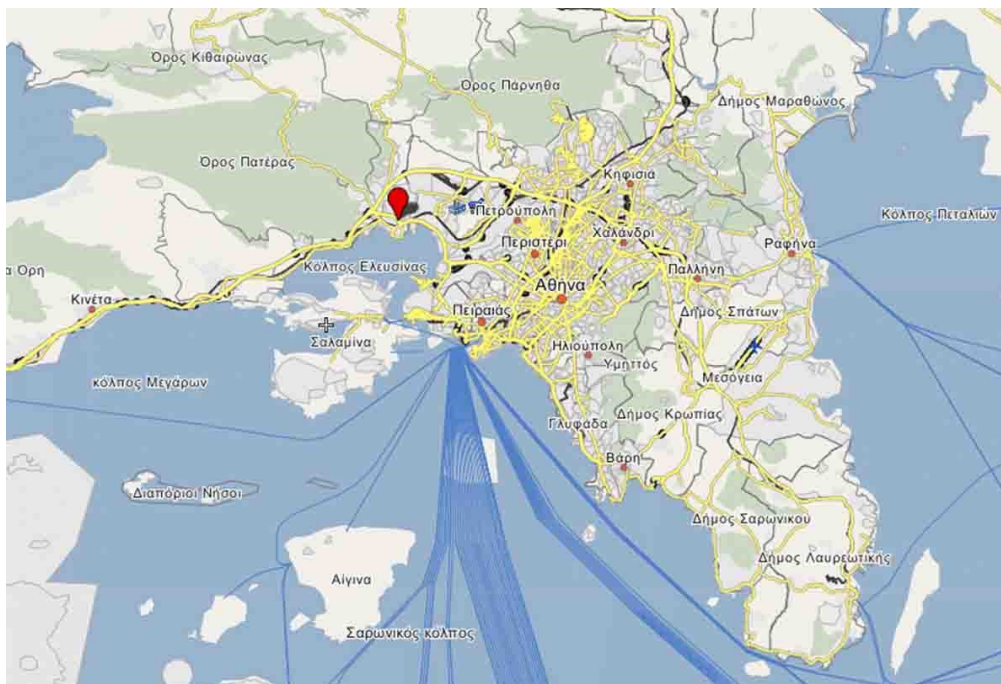 Όρος Κιθαιρώνας
Όρος Πάρνηθα
Δήμος Μαραθώνος
Όρος Πατέρας
Κηφισιά
Πετρούπολη
Κόλπος Πεταλιών
Χαλάνδρι
Περιστέρι
Ραφήνα
Κόλπος Ελευσίνας
Παλλήνη
α Όρη
Αθήνα
Κινέτα
Πειραιάς
Δήμος Σπάτων
Σαλαμίνα
Ηλιούπολη
Υμηττός
κόλπος Μεγάρων
Μεσόγεια
Δήμος Κρωπίας
Γλυφάδα
Βάρη
Διαπόριοι Νήσοι
Δήμος Σαρωνικού
Δήμος Λαυρεωτικής
Αίγινα
Σαρωνικός κόλπος